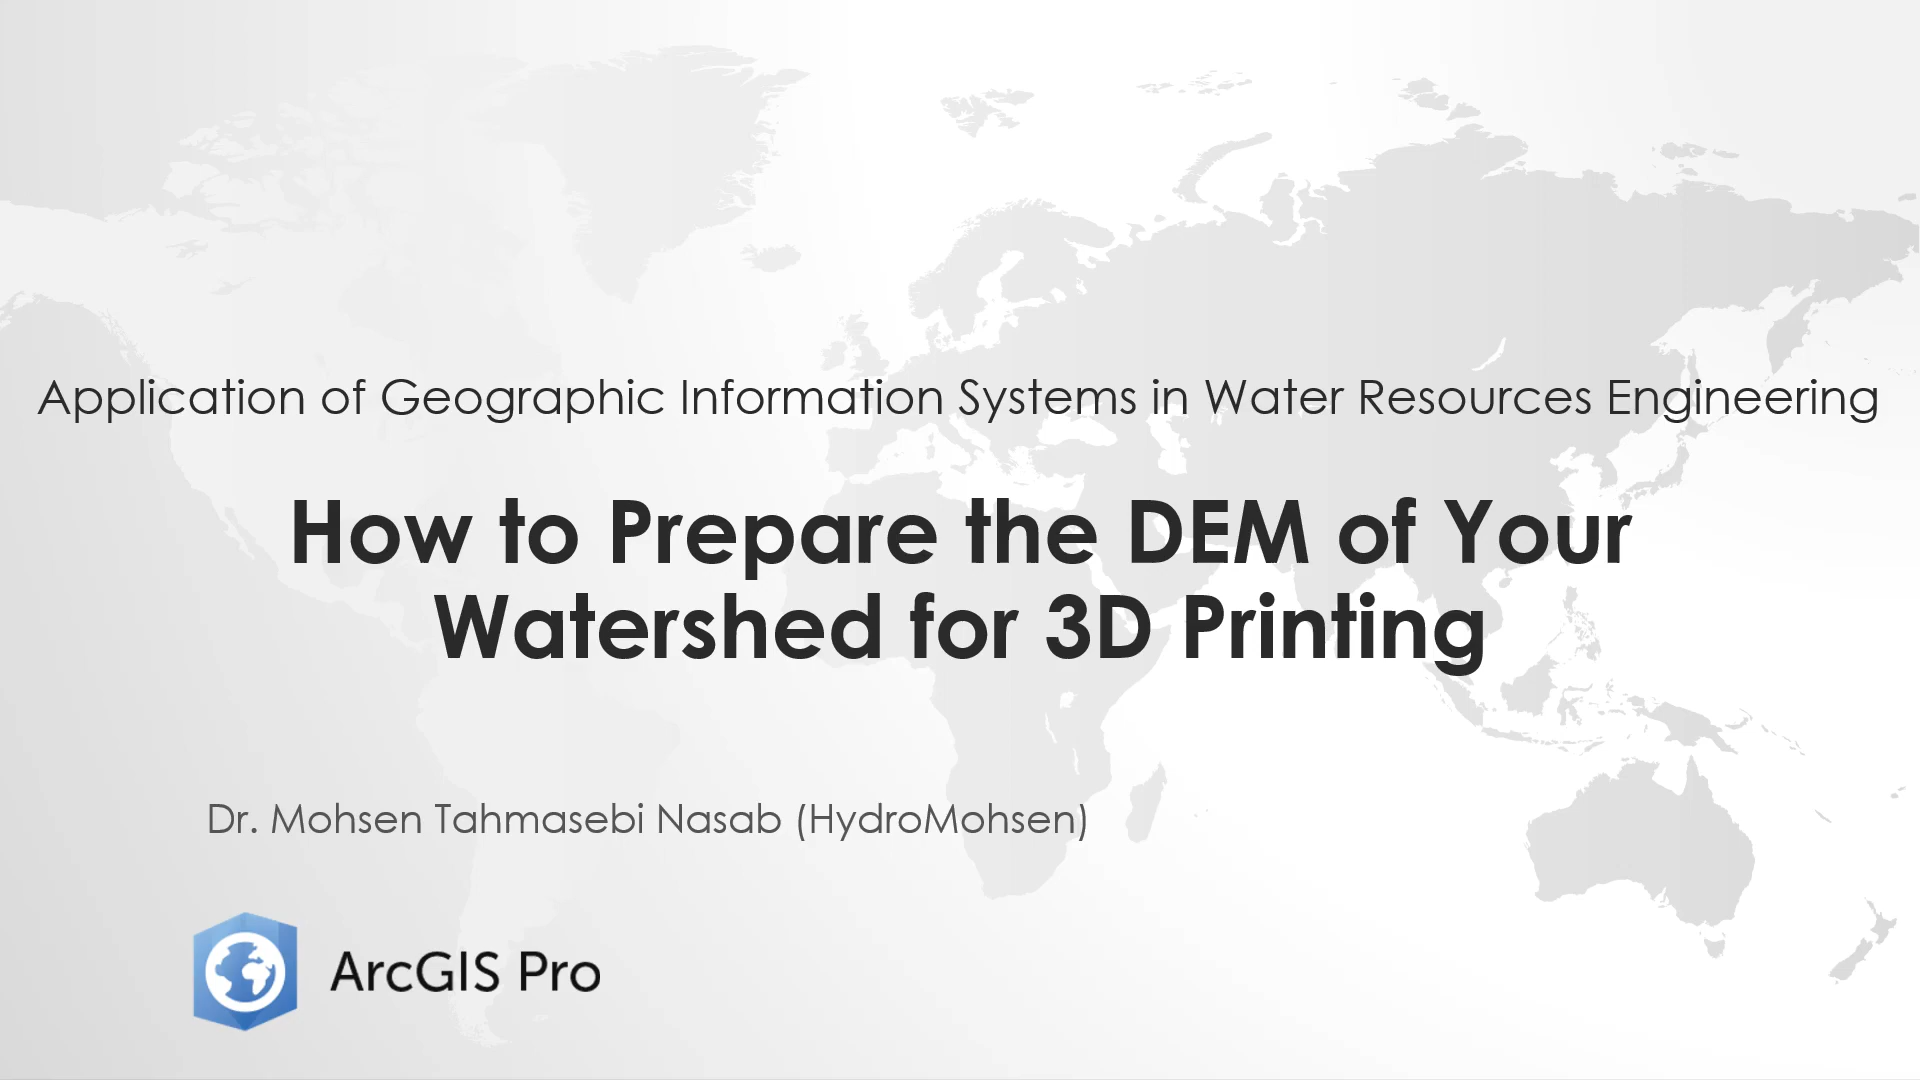 Application of Geographic Information Systems in Water Resources Engineering
How to Prepare the DEM of Your
Watershed for 3D Printing
Dr. Mohsen Tahmasebi Nasab (HydroMohsen)
ArcGIS Pro